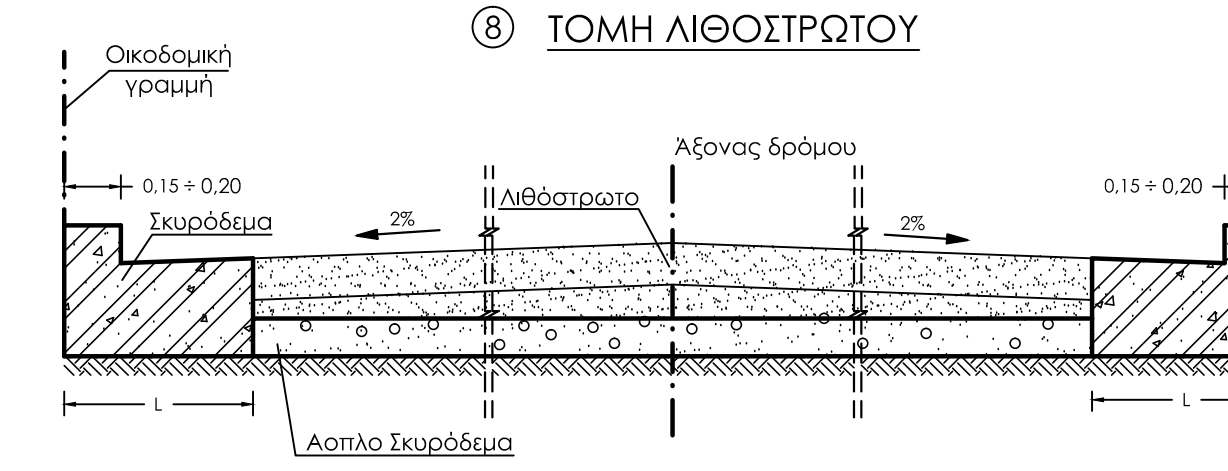 8 ΤΟΜΗ ΛΙΘΟΣΤΡΩΤΟΥ
Οικοδομική
γραμμή
Άξονας δρόμου
0,15 ÷ 0,20
0,15 ÷ 0,20
Λιθόστρωτο
Σκυρόδεμα
2%
2%
L
L
Αοπλο Σκυρόδεμα